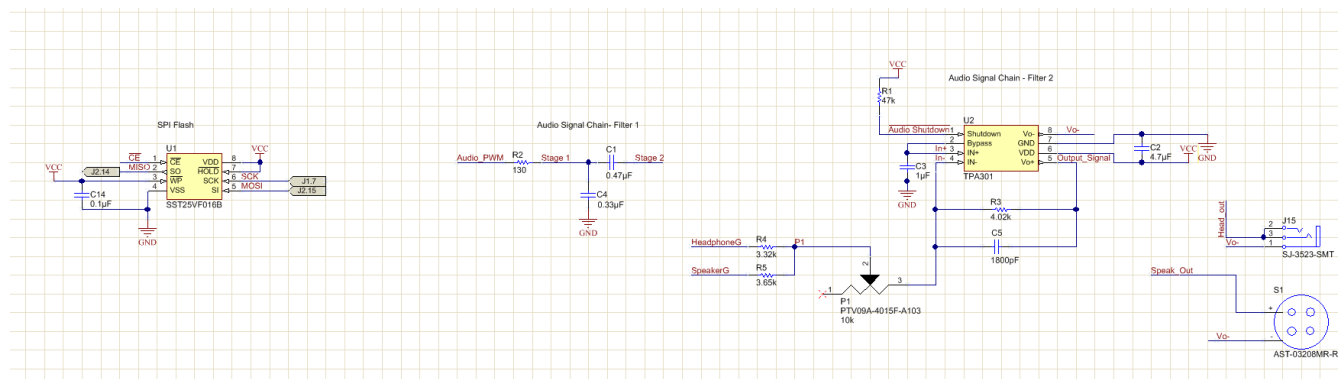 SPI Flash
U1
VCC
CE
J2.14
MISO
1
2
3
4
CE
SO
WP
VSS
VDD
HOLD
SCK
SI
8
7
6
5
VCC
SCK
MOSI
J1.7
J2.15
C14
0.1µF
SST25VF016B
GND
Audio Signal Chain- Filter 1
Audio_PWM
R2
130
Stage 1
C1
0.47µF
Stage 2
C4
0.33µF
GND
Audio Signal Chain - Filter 2
VCC
R1
47k
U2
Audio Shutdown
In+
In-
1
2
3
4
Shutdown
Bypass
IN+
IN-
Vo-
GND
VDD
Vo+
8
7
6
5
TPA301
Vo-
Output_Signal
C2
4.7µF
VCC
GND
C3
1µF
GND
R3
4.02k
C5
1800pF
HeadphoneG
R4
3.32k
P1
SpeakerG
R5
3.65k
2
1
3
P1
PTV09A-4015F-A103
10k
Head_out
Vo-
2
3
1
J15
SJ-3523-SMT
Speak_Out
S1
+
-
Vo-
AST-03208MR-R